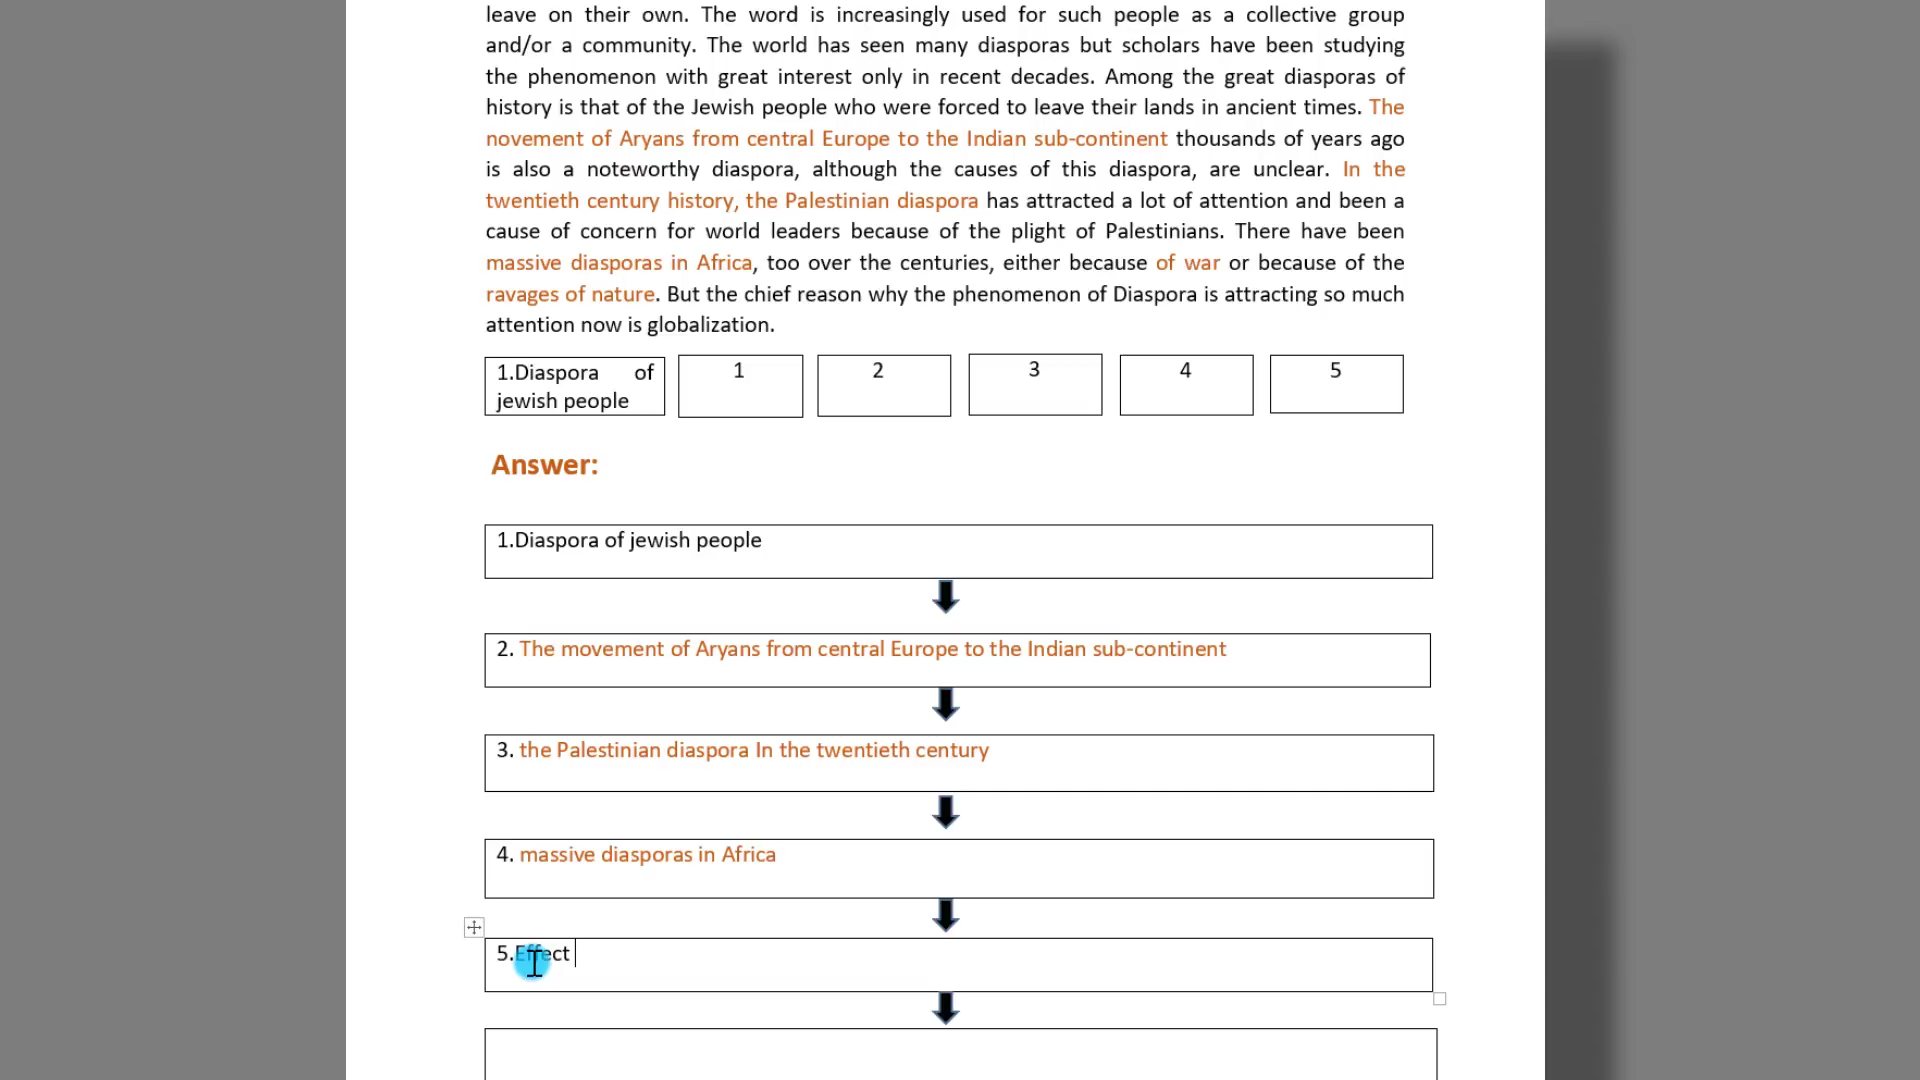 leave on their own. The word is increasingly used for such people as a collective group
and/or a community. The world has seen many diasporas but scholars have been studying
the phenomenon with great interest only in recent decades. Among the great diasporas of
history is that of the Jewish people who were forced to leave their lands in ancient times. The
novement of Aryans from central Europe to the Indian sub-continent thousands of years ago
is also a noteworthy diaspora, although the causes of this diaspora, are unclear. In the
twentieth century history, the Palestinian diaspora has attracted a lot of attention and been a
cause of concern for world leaders because of the plight of Palestinians. There have been
massive diasporas in Africa, too over the centuries, either because of war or because of the
ravages of nature. But the chief reason why the phenomenon of Diaspora is attracting so much
attention now is globalization.
1.Diaspora of
jewish people
1
2
3
4
5
Answer:
1.Diaspora of jewish people
2. The movement of Aryans from central Europe to the Indian sub-continent
3. the Palestinian diaspora In the twentieth century
4. massive diasporas in Africa
5.Effect